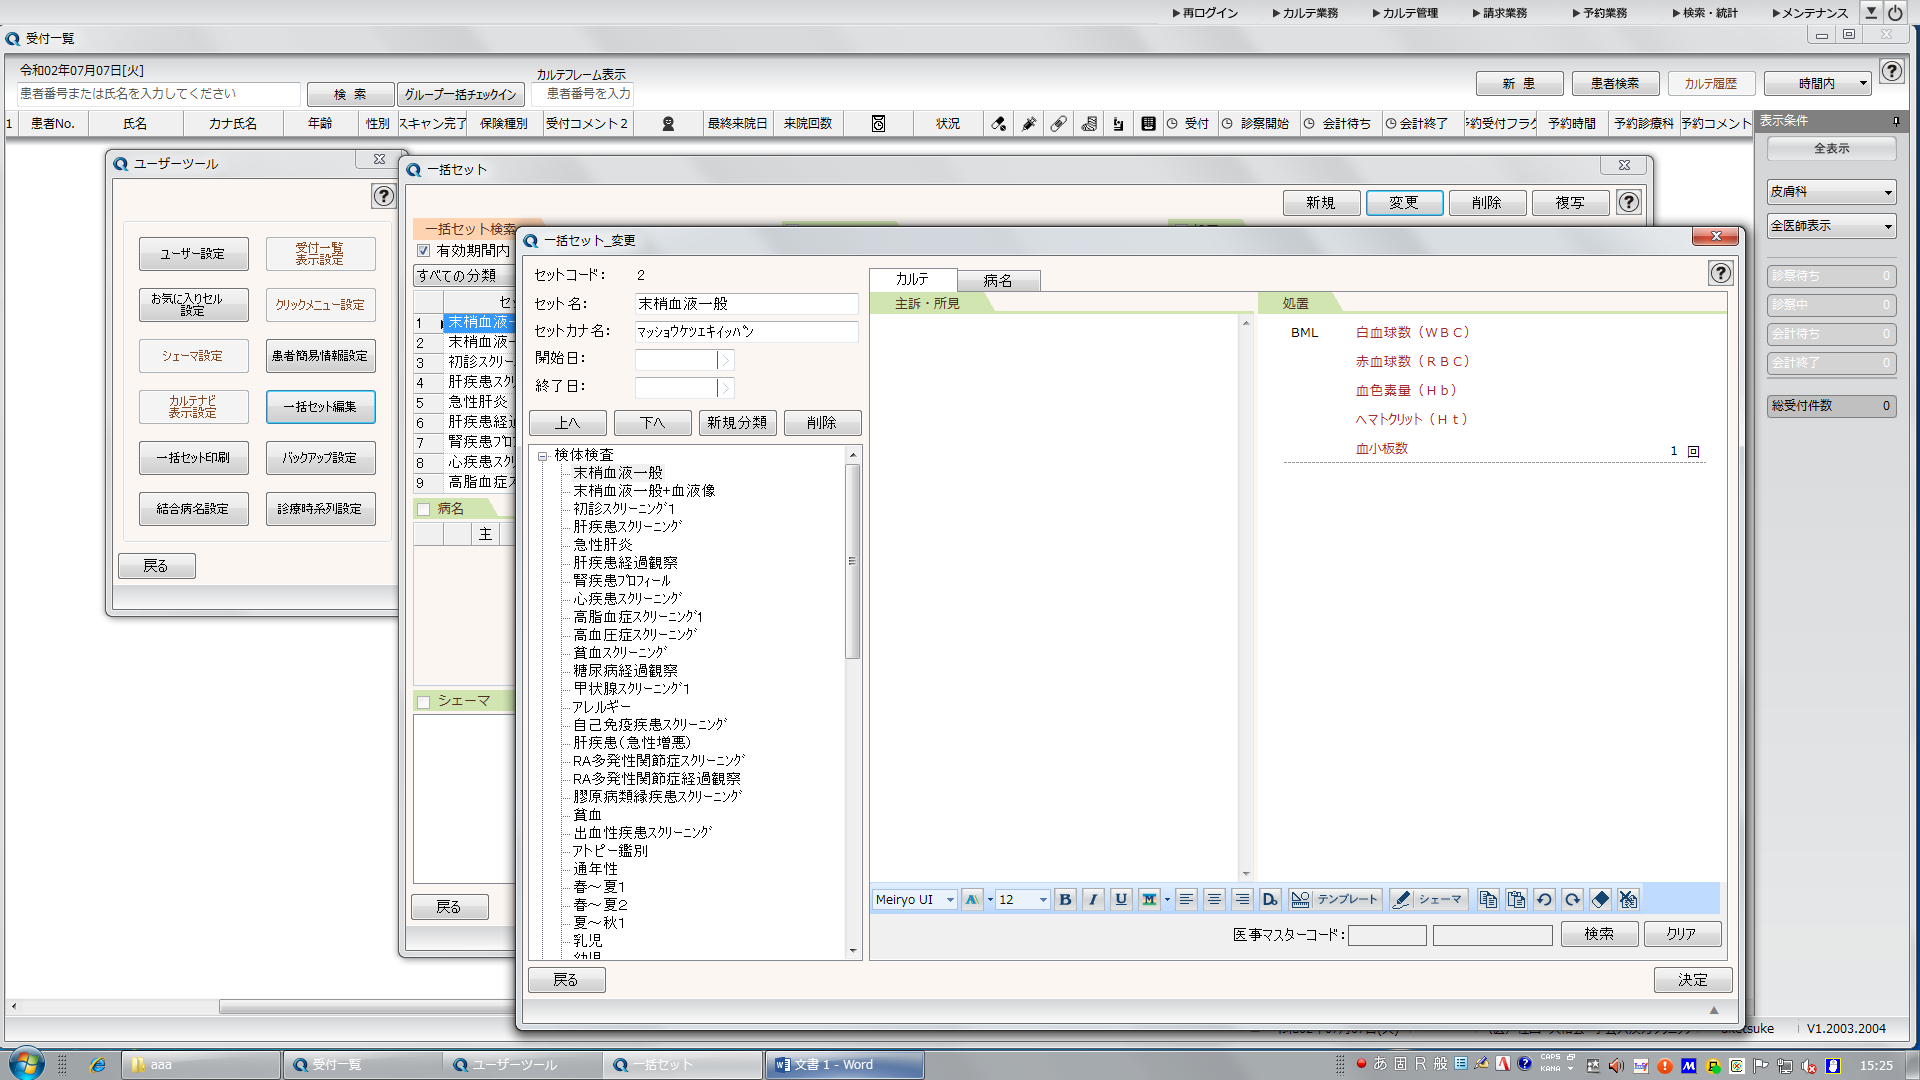 ▶再ログイン ▶カルテ業務 ▶カルテ管理 ▶請求業務 ▶予約業務 ▶検索・統計 ▶メンテナンス
受付一覧
令和02年07月07日[火]
カルテフレーム表示
患者番号または氏名を入力してください 検 索 グループ一括チェックイン 患者番号を入力
新 患 患者検索 カルテ履歴 時間内
1 患者No. 氏名 カナ氏名 年齢 性別 スキャン完了 保険種別 受付コメント2 最終来院日 来院回数 状況 受付 診察開始 会計待ち 会計終了 予約時間 予約診療科 予約コメント
表示条件
全表示
皮膚科
全医師表示
診察待ち 0
診察中 0
会計待ち 0
会計終了 0
総受付件数 0
ユーザーツール
ユーザー設定 受付一覧表示設定
お気に入りセル設定 クリックメニュー設定
シェーマ設定 患者簡易情報設定
カルテナビ表示設定 一括セット編集
一括セット印刷 バックアップ設定
結合病名設定 診療時系列設定
戻る
一括セット
新規 変更 削除 複写
一括セット検索
有効期間内
すべての分類
セッ
1 末梢血液一
2 末梢血液一
3 初診スクリー
4 肝疾患スクリ
5 急性肝炎
6 肝疾患経過
7 腎疾患プロ
8 心疾患スクリ
9 高脂血症ス
病名
主
シェーマ
戻る
一括セット_変更
セットコード: 2
セット名: 末梢血液一般
セットカナ名: マッショウケツエキイッパン
開始日:
終了日:
上へ 下へ 新規分類 削除
検体検査
末梢血液一般
末梢血液一般+血液像
初診スクリーニング1
肝疾患スクリーニング
急性肝炎
肝疾患経過観察
腎疾患プロフィール
心疾患スクリーニング
高脂血症スクリーニング1
高血圧症スクリーニング
貧血スクリーニング
糖尿病経過観察
甲状腺スクリーニング1
アレルギー
自己免疫疾患スクリーニング
肝疾患(急性増悪)
RA多発性関節症スクリーニング
RA多発性関節症経過観察
膠原病類縁疾患スクリーニング
貧血
出血性疾患スクリーニング
アトピー鑑別
通年性
春～夏1
春～夏2
夏～秋1
乳児
幼児
カルテ 病名
主訴・所見 処置
BML 白血球数(WBC)
赤血球数(RBC)
血色素量(Hb)
ヘマトクリット(Ht)
血小板数 1 回
Meiryo UI 12 B I U テンプレート シェーマ
医事マスターコード: 検索 クリア
戻る 決定
uketsuke V1.2003.2004
aaa 受付一覧 ユーザーツール 一括セット 文書 1 - Word
あ 固 R 般 CAPS KANA 15:25